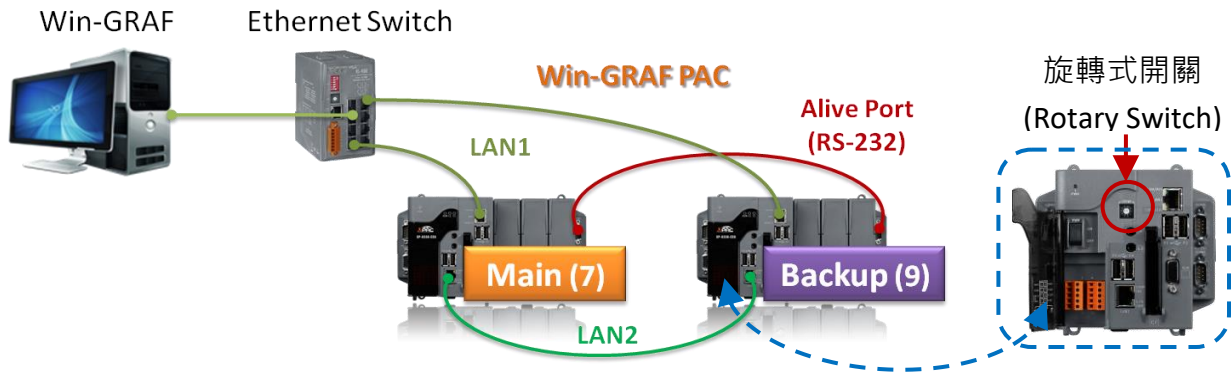 Win-GRAF
Ethernet Switch
Win-GRAF PAC
旋轉式開關
(Rotary Switch)
Alive Port
(RS-232)
LAN1
Main (7)
Backup (9)
LAN2